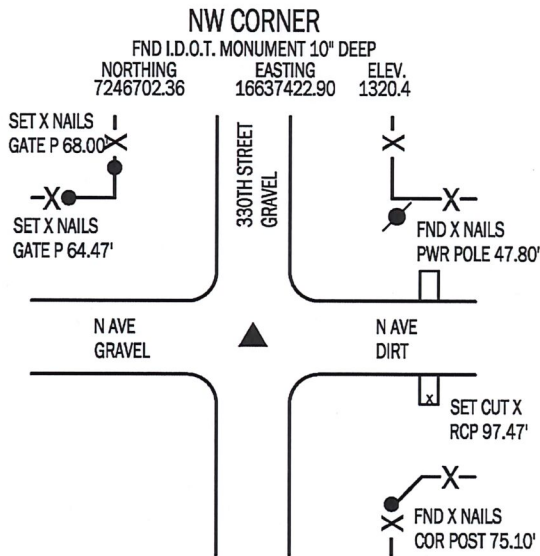 NW CORNER
FND I.D.O.T. MONUMENT 10" DEEP
NORTHING EASTING ELEV.
7246702.36 16637422.90 1320.4
SET X NAILS
GATE P 68.00'
SET X NAILS
GATE P 64.47'
330TH STREET
GRAVEL
FND X NAILS
PWR POLE 47.80'
N AVE
GRAVEL
N AVE
DIRT
X
SET CUT X
RCP 97.47'
FND X NAILS
COR POST 75.10'